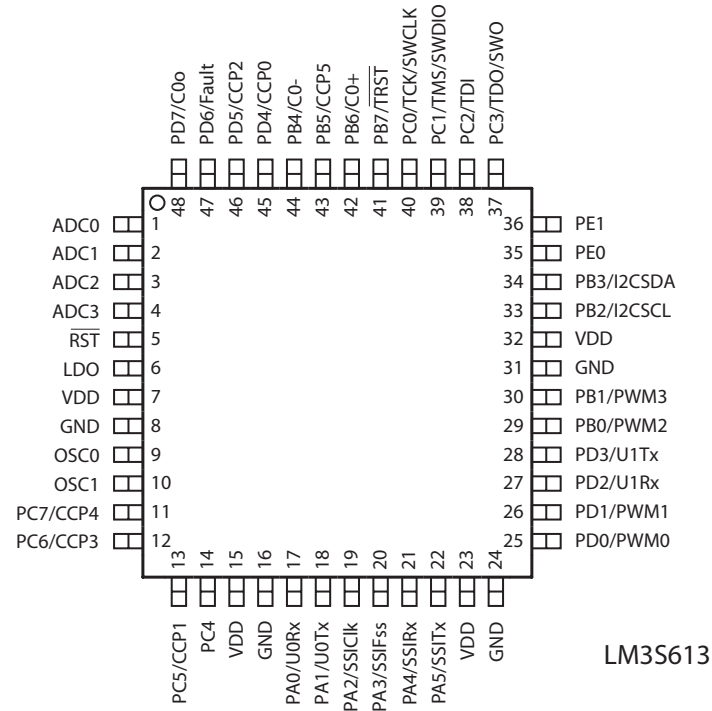 PD7/C0o
PD6/Fault
PD5/CCP2
PD4/CCP0
PB4/C0-
PB5/CCP5
PB6/C0+
PB7/TRST
PC0/TCK/SWCLK
PC1/TMS/SWDIO
PC2/TDI
PC3/TDO/SWO
48
47
46
45
44
43
42
41
40
39
38
37
ADC0 1
ADC1 2
ADC2 3
ADC3 4
RST 5
LDO 6
VDD 7
GND 8
OSC0 9
OSC1 10
PC7/CCP4 11
PC6/CCP3 12
36 PE1
35 PE0
34 PB3/I2CSDA
33 PB2/I2CSCL
32 VDD
31 GND
30 PB1/PWM3
29 PB0/PWM2
28 PD3/U1Tx
27 PD2/U1Rx
26 PD1/PWM1
25 PD0/PWM0
13
14
15
16
17
18
19
20
21
22
23
24
PC5/CCP1
PC4
VDD
GND
PA0/U0Rx
PA1/U0Tx
PA2/SSIClk
PA3/SSIFss
PA4/SSIRx
PA5/SSITx
VDD
GND
LM3S613